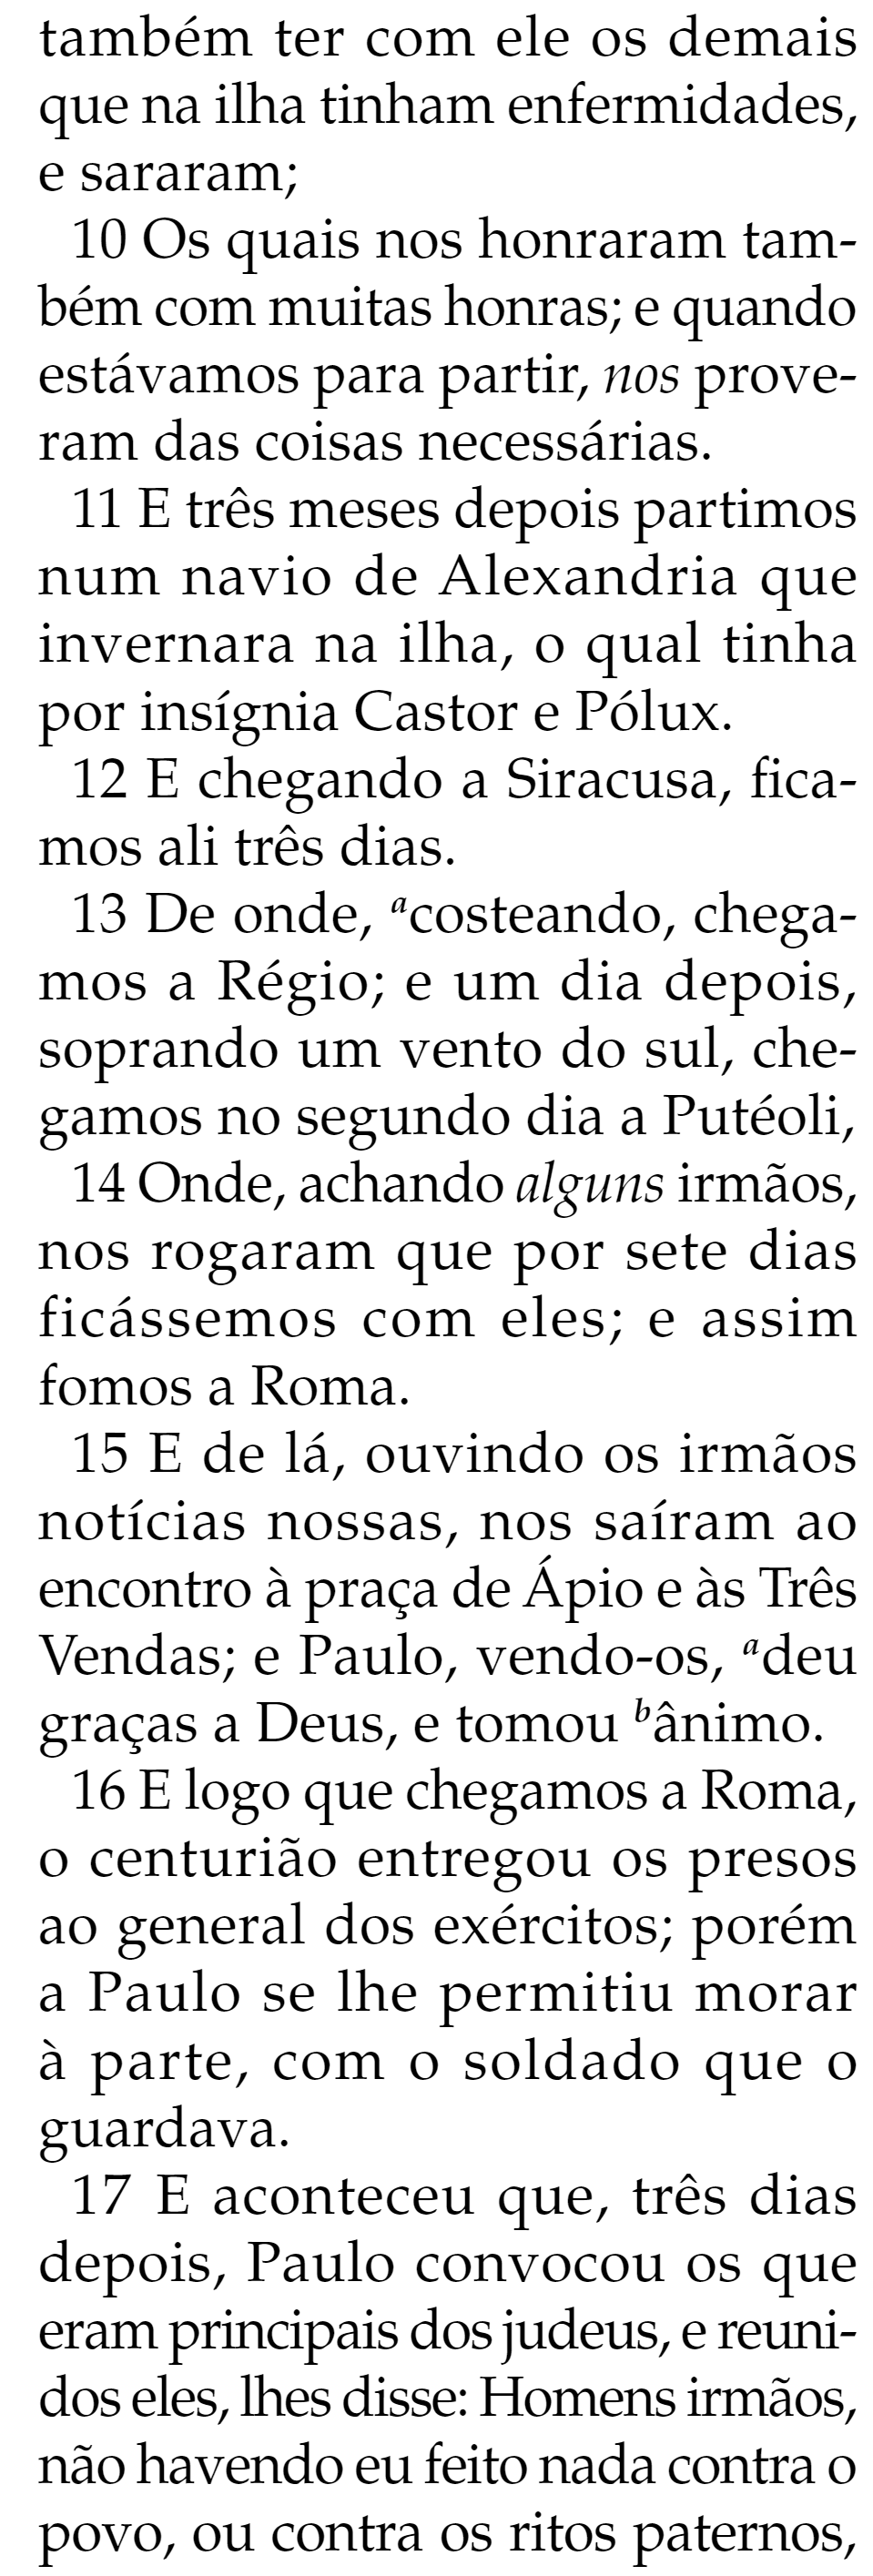 também ter com ele os demais
que na ilha tinham enfermidades,
e sararam;
10 Os quais nos honraram tam-
bém com muitas honras; e quando
estávamos para partir, nos prove-
ram das coisas necessárias.
11 E três meses depois partimos
num navio de Alexandria que
invernara na ilha, o qual tinha
por insígnia Castor e Pólux.
12 E chegando a Siracusa, fica-
mos ali três dias.
13 De onde, ᵃcosteando, chega-
mos a Régio; e um dia depois,
soprando um vento do sul, che-
gamos no segundo dia a Putéoli,
14 Onde, achando alguns irmãos,
nos rogaram que por sete dias
ficássemos com eles; e assim
fomos a Roma.
15 E de lá, ouvindo os irmãos
notícias nossas, nos saíram ao
encontro à praça de Ápio e às Três
Vendas; e Paulo, vendo-os, ᵃdeu
graças a Deus, e tomou ᵇânimo.
16 E logo que chegamos a Roma,
o centurião entregou os presos
ao general dos exércitos; porém
a Paulo se lhe permitiu morar
à parte, com o soldado que o
guardava.
17 E aconteceu que, três dias
depois, Paulo convocou os que
eram principais dos judeus, e reuni-
dos eles, lhes disse: Homens irmãos,
não havendo eu feito nada contra o
povo, ou contra os ritos paternos,